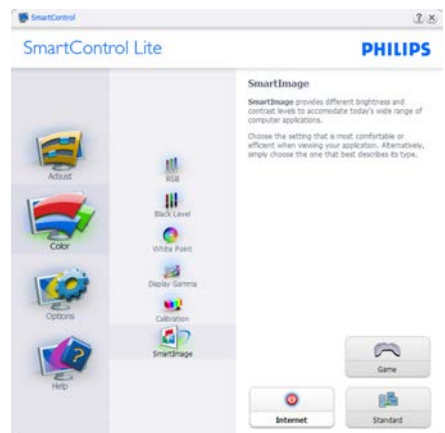 SmartControl
SmartControl Lite
PHILIPS
Adjust
Color
Options
Help
RGB
Black Level
White Point
Display Gamma
Calibration
SmartImage
SmartImage
SmartImage provides different brightness and
contrast levels to accomodate today's wide range of
computer applications.
Choose the setting that is most comfortable or
efficient when viewing your application. Alternatively,
simply choose the one that best describes its type.
Game
Internet
Standard